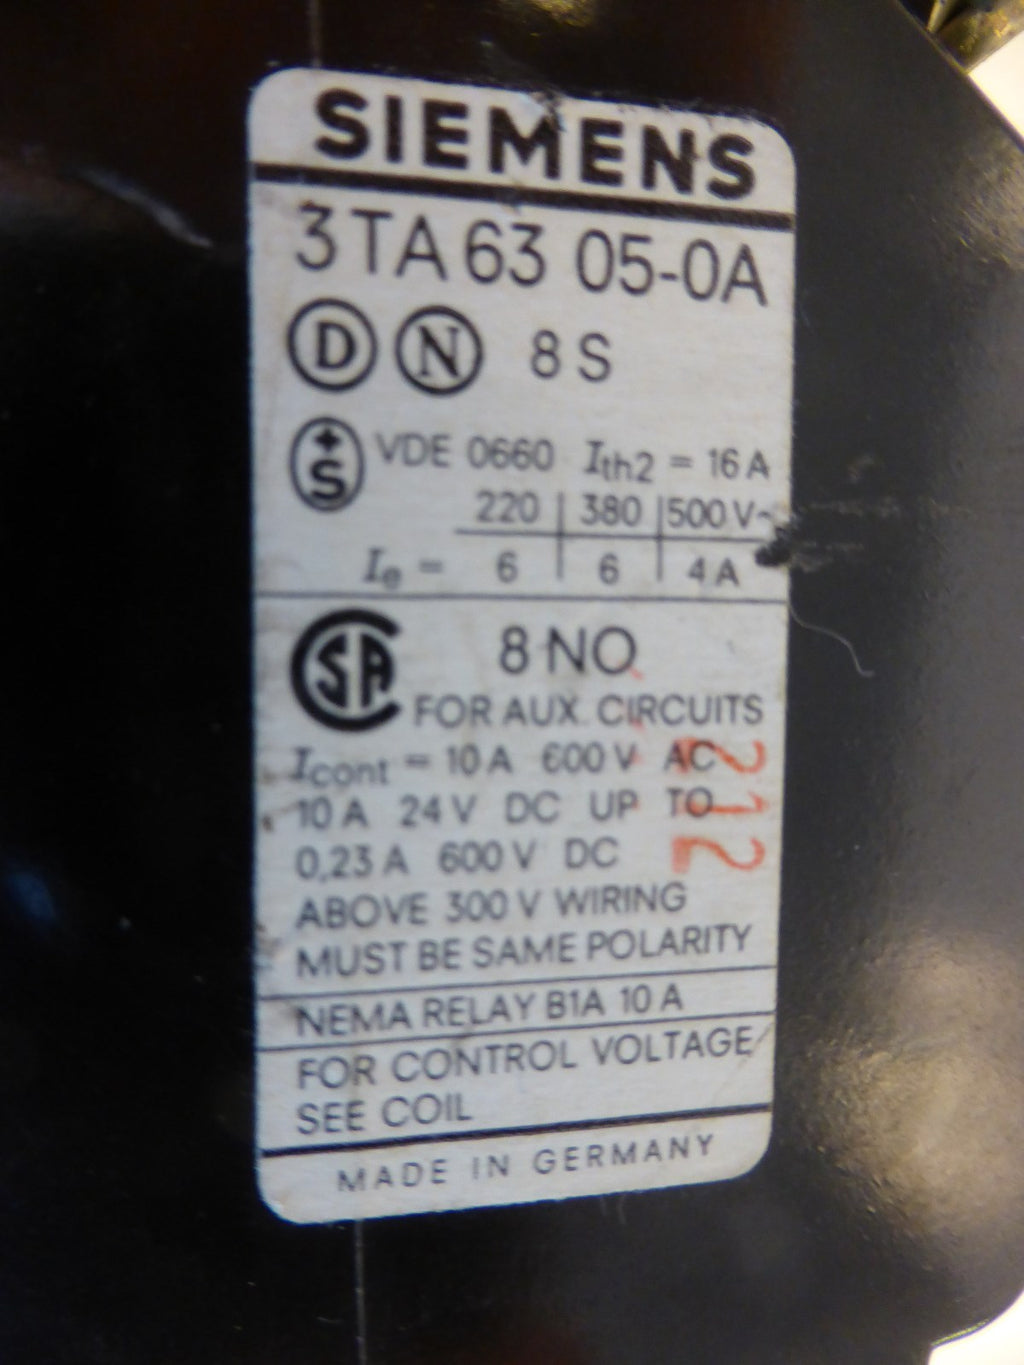 SIEMENS
3TA63 05-0A
D N 8 S
+S VDE 0660 Ith2 = 16 A
220 | 380 | 500 V~
Ie = 6 | 6 | 4 A
CSA 8 NO
FOR AUX. CIRCUITS
Icont = 10 A 600 V AC
10 A 24 V DC UP TO
0,23 A 600 V DC
ABOVE 300 V WIRING
MUST BE SAME POLARITY
NEMA RELAY B1A 10 A
FOR CONTROL VOLTAGE
SEE COIL
MADE IN GERMANY